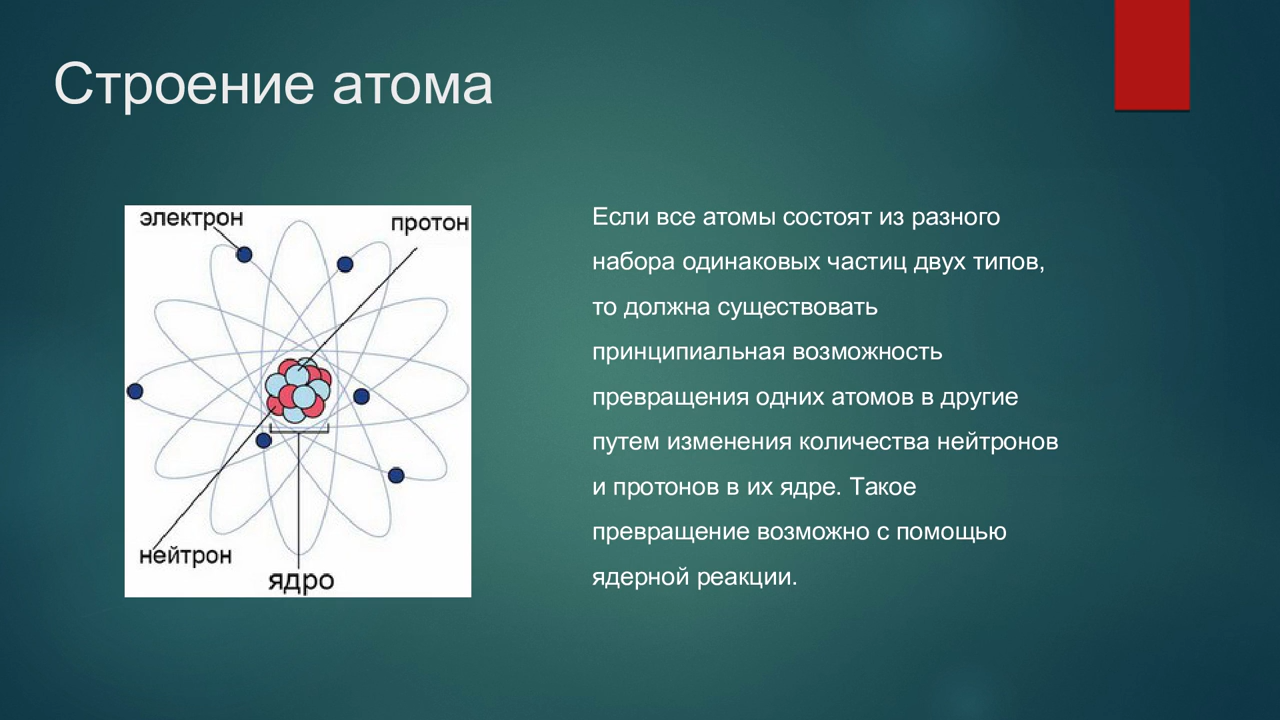 Строение атома
электрон
протон
нейтрон
ядро
Если все атомы состоят из разного
набора одинаковых частиц двух типов,
то должна существовать
принципиальная возможность
превращения одних атомов в другие
путем изменения количества нейтронов
и протонов в их ядре. Такое
превращение возможно с помощью
ядерной реакции.